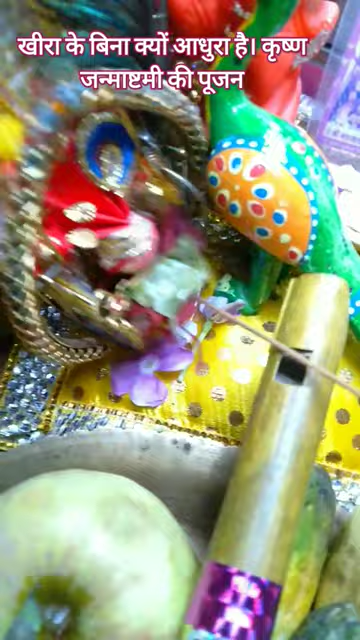 खीरा के बिना क्यों आधुरा है। कृष्ण
जन्माष्टमी की पूजन